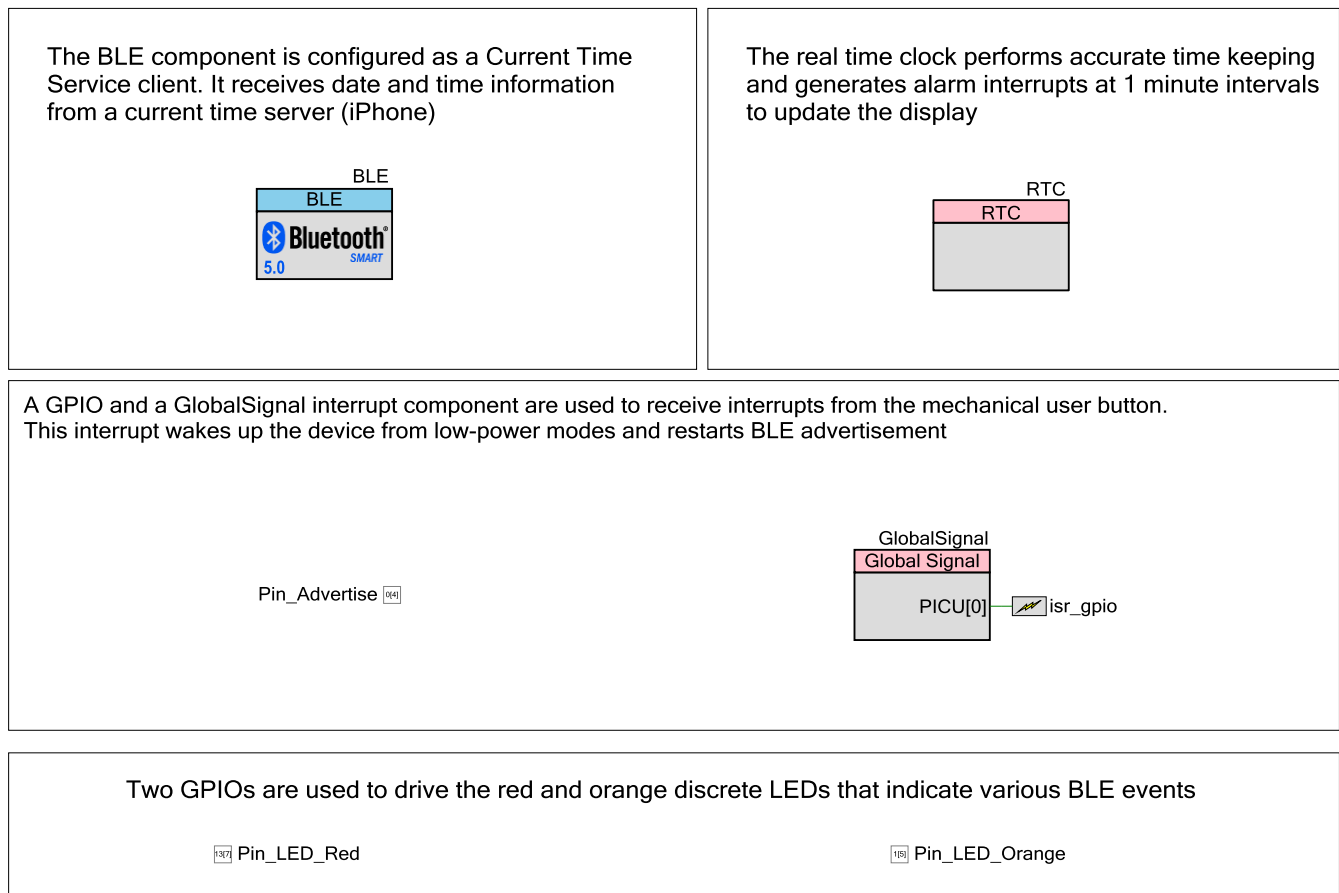 The BLE component is configured as a Current Time
Service client. It receives date and time information
from a current time server (iPhone)
BLE
BLE
Bluetooth®
SMART
5.0
The real time clock performs accurate time keeping
and generates alarm interrupts at 1 minute intervals
to update the display
RTC
RTC
A GPIO and a GlobalSignal interrupt component are used to receive interrupts from the mechanical user button.
This interrupt wakes up the device from low-power modes and restarts BLE advertisement
Pin_Advertise 0[4]
GlobalSignal
Global Signal
PICU[0] isr_gpio
Two GPIOs are used to drive the red and orange discrete LEDs that indicate various BLE events
13[7] Pin_LED_Red
1[5] Pin_LED_Orange